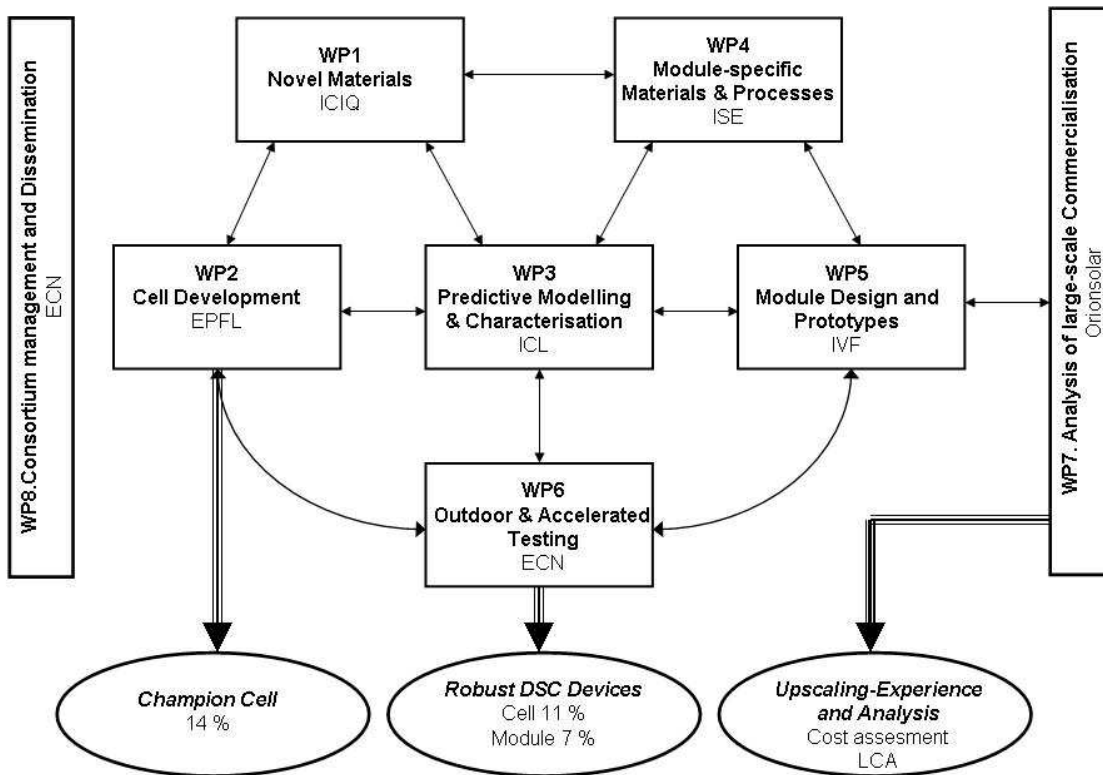 WP8.Consortium management and Dissemination
ECN
WP1
Novel Materials
ICIQ
WP4
Module-specific
Materials & Processes
ISE
WP2
Cell Development
EPFL
WP3
Predictive Modelling
& Characterisation
ICL
WP5
Module Design and
Prototypes
IVF
WP6
Outdoor & Accelerated
Testing
ECN
WP7. Analysis of large-scale Commercialisation
Orionsolar
Champion Cell
14 %
Robust DSC Devices
Cell 11 %
Module 7 %
Upscaling-Experience
and Analysis
Cost assesment
LCA